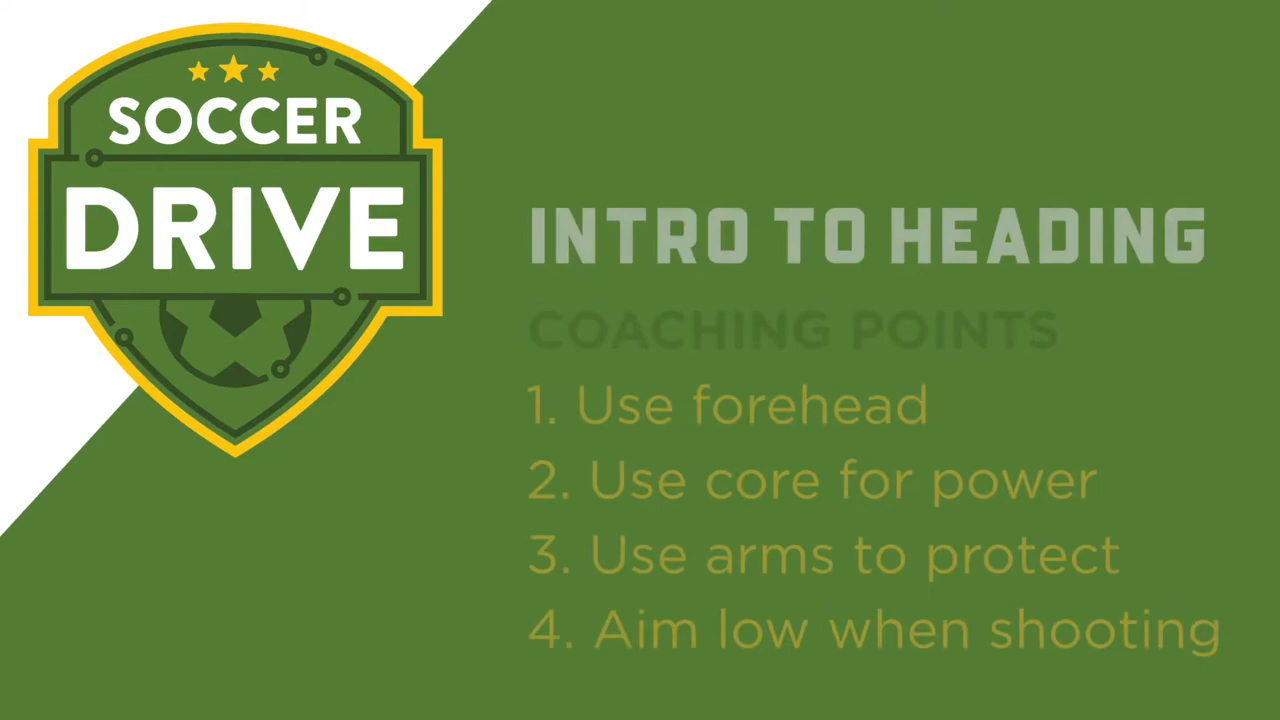 SOCCER
DRIVE
INTRO TO HEADING
COACHING POINTS
1. Use forehead
2. Use core for power
3. Use arms to protect
4. Aim low when shooting